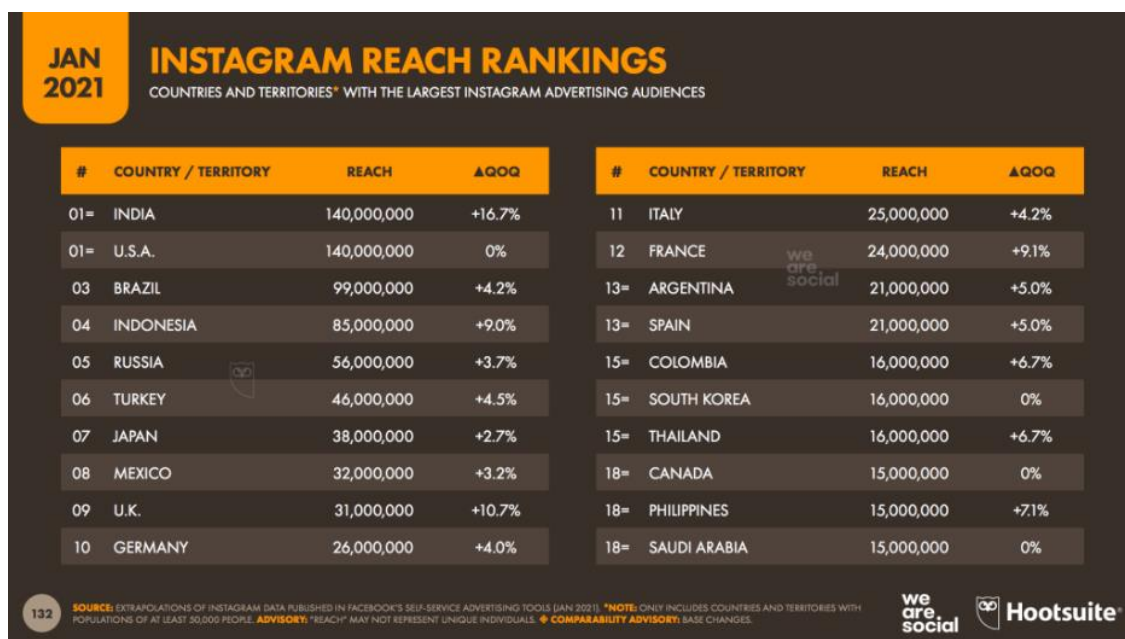 JAN
2021
INSTAGRAM REACH RANKINGS
COUNTRIES AND TERRITORIES* WITH THE LARGEST INSTAGRAM ADVERTISING AUDIENCES
# COUNTRY / TERRITORY REACH ▲QOQ
01= INDIA 140,000,000 +16.7%
01= U.S.A. 140,000,000 0%
03 BRAZIL 99,000,000 +4.2%
04 INDONESIA 85,000,000 +9.0%
05 RUSSIA 56,000,000 +3.7%
06 TURKEY 46,000,000 +4.5%
07 JAPAN 38,000,000 +2.7%
08 MEXICO 32,000,000 +3.2%
09 U.K. 31,000,000 +10.7%
10 GERMANY 26,000,000 +4.0%
# COUNTRY / TERRITORY REACH ▲QOQ
11 ITALY 25,000,000 +4.2%
12 FRANCE 24,000,000 +9.1%
13= ARGENTINA 21,000,000 +5.0%
13= SPAIN 21,000,000 +5.0%
15= COLOMBIA 16,000,000 +6.7%
15= SOUTH KOREA 16,000,000 0%
15= THAILAND 16,000,000 +6.7%
18= CANADA 15,000,000 0%
18= PHILIPPINES 15,000,000 +7.1%
18= SAUDI ARABIA 15,000,000 0%
we
are.
social
132
SOURCE: EXTRAPOLATIONS OF INSTAGRAM DATA PUBLISHED IN FACEBOOK'S SELF-SERVICE ADVERTISING TOOLS (JAN 2021). *NOTE: ONLY INCLUDES COUNTRIES AND TERRITORIES WITH
POPULATIONS OF AT LEAST 50,000 PEOPLE. ADVISORY: "REACH" MAY NOT REPRESENT UNIQUE INDIVIDUALS. COMPARABILITY ADVISORY: BASE CHANGES.
we
are.
social
Hootsuite®